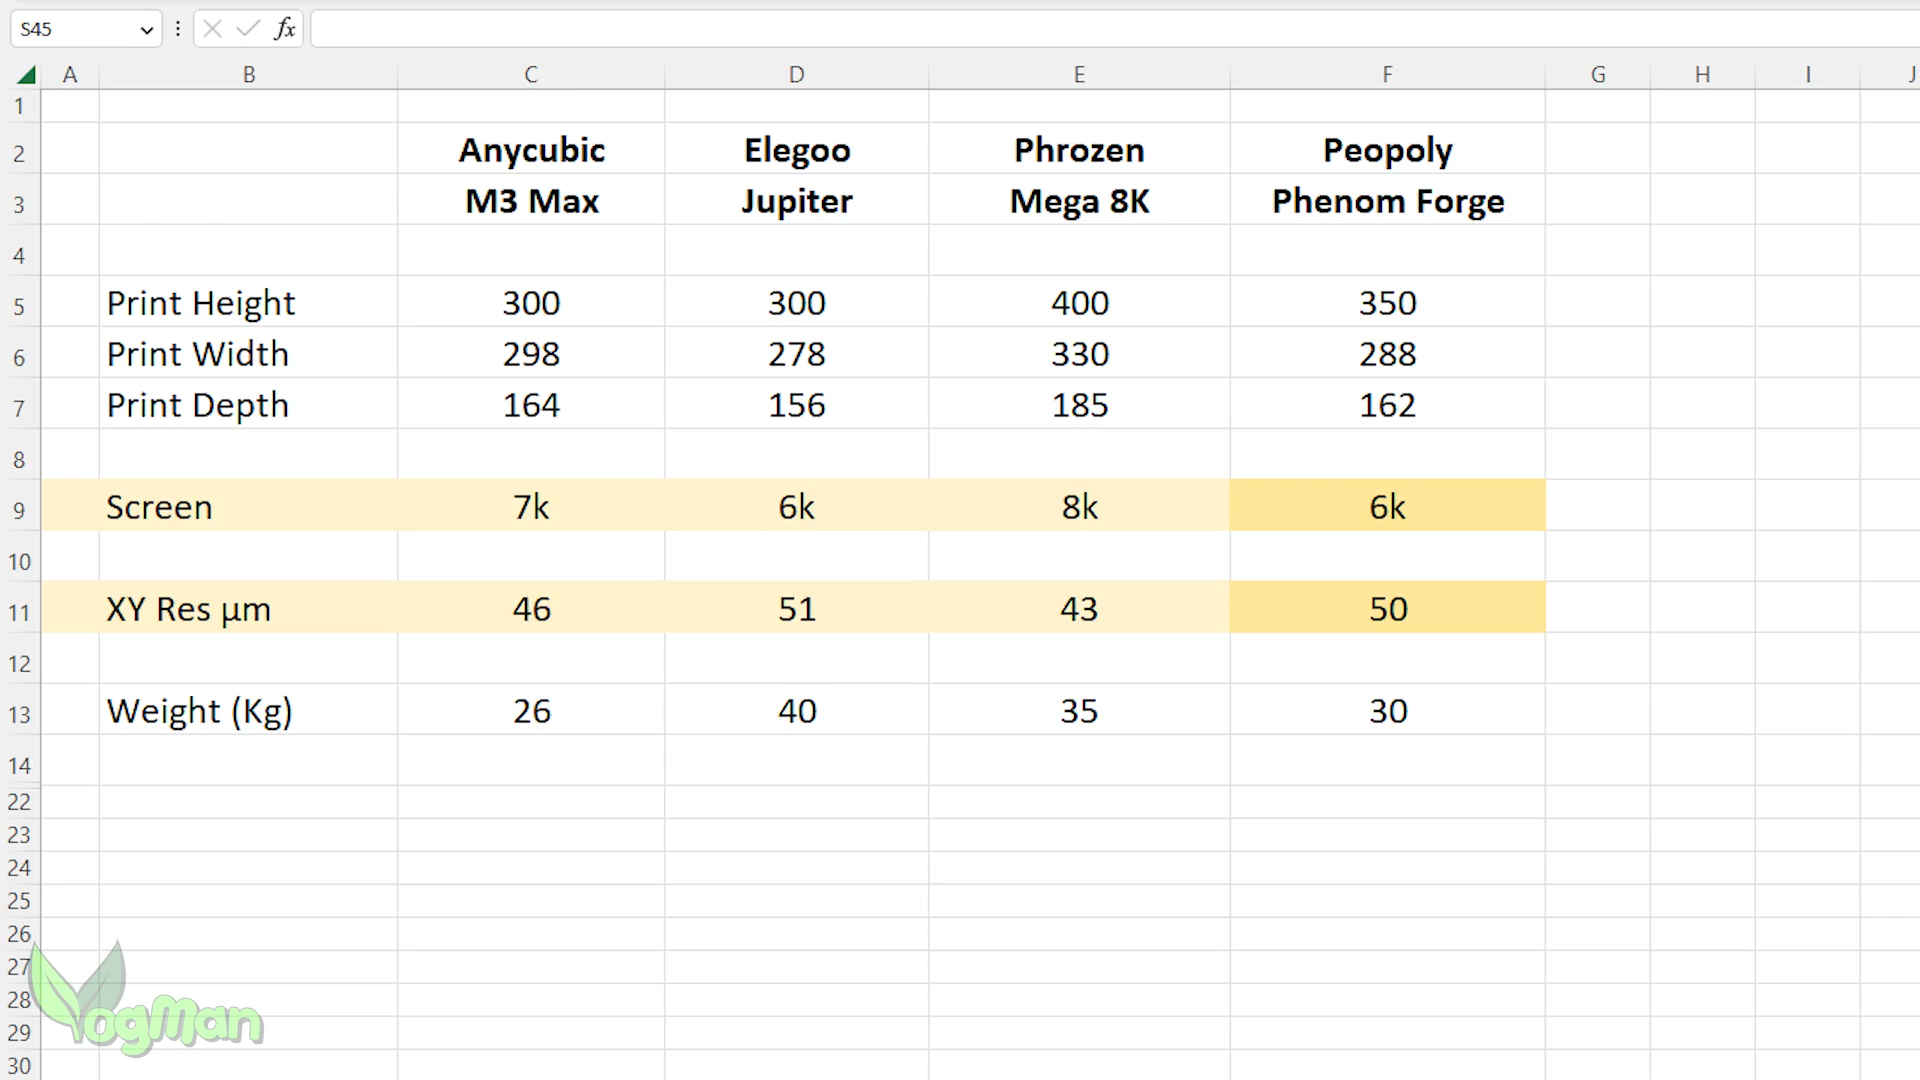 S45
fx
A B C D E F G H I J
1
2 Anycubic Elegoo Phrozen Peopoly
3 M3 Max Jupiter Mega 8K Phenom Forge
4
5 Print Height 300 300 400 350
6 Print Width 298 278 330 288
7 Print Depth 164 156 185 162
8
9 Screen 7k 6k 8k 6k
10
11 XY Res µm 46 51 43 50
12
13 Weight (Kg) 26 40 35 30
14
22
23
24
25
26
27
28
29
30
YogMan